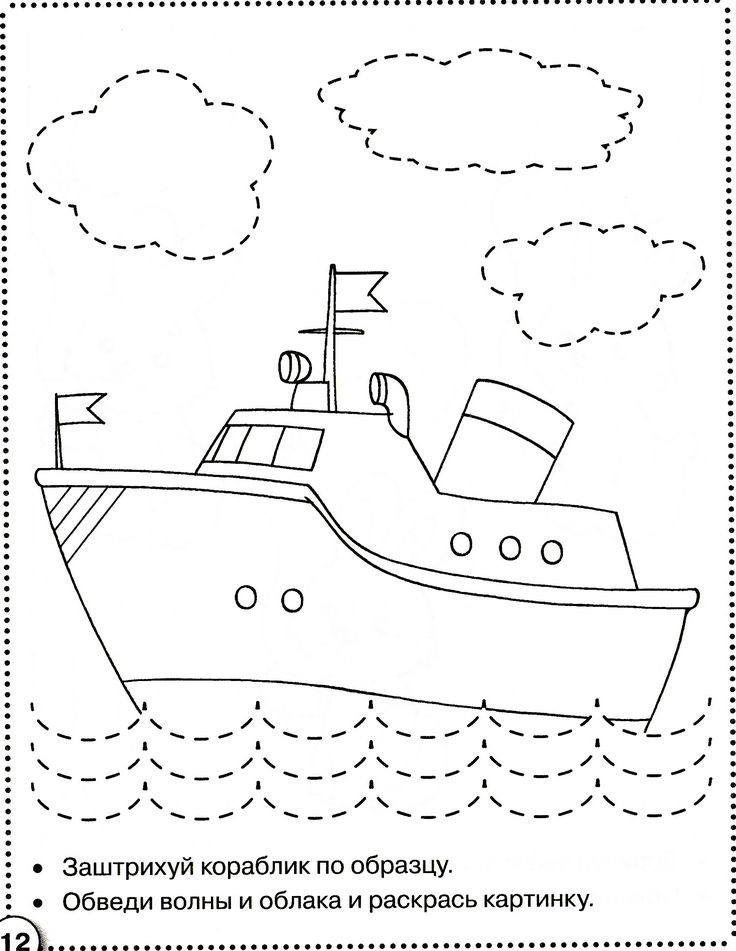 • Заштрихуй кораблик по образцу.
• Обведи волны и облака и раскрась картинку.
12